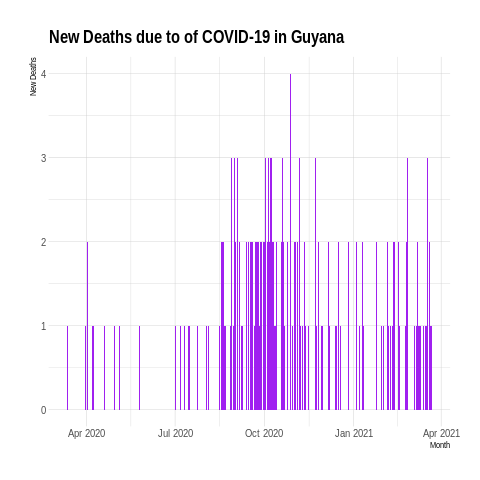 New Deaths due to of COVID-19 in Guyana
New Deaths
4
3
2
1
0
Apr 2020 Jul 2020 Oct 2020 Jan 2021 Apr 2021
Month